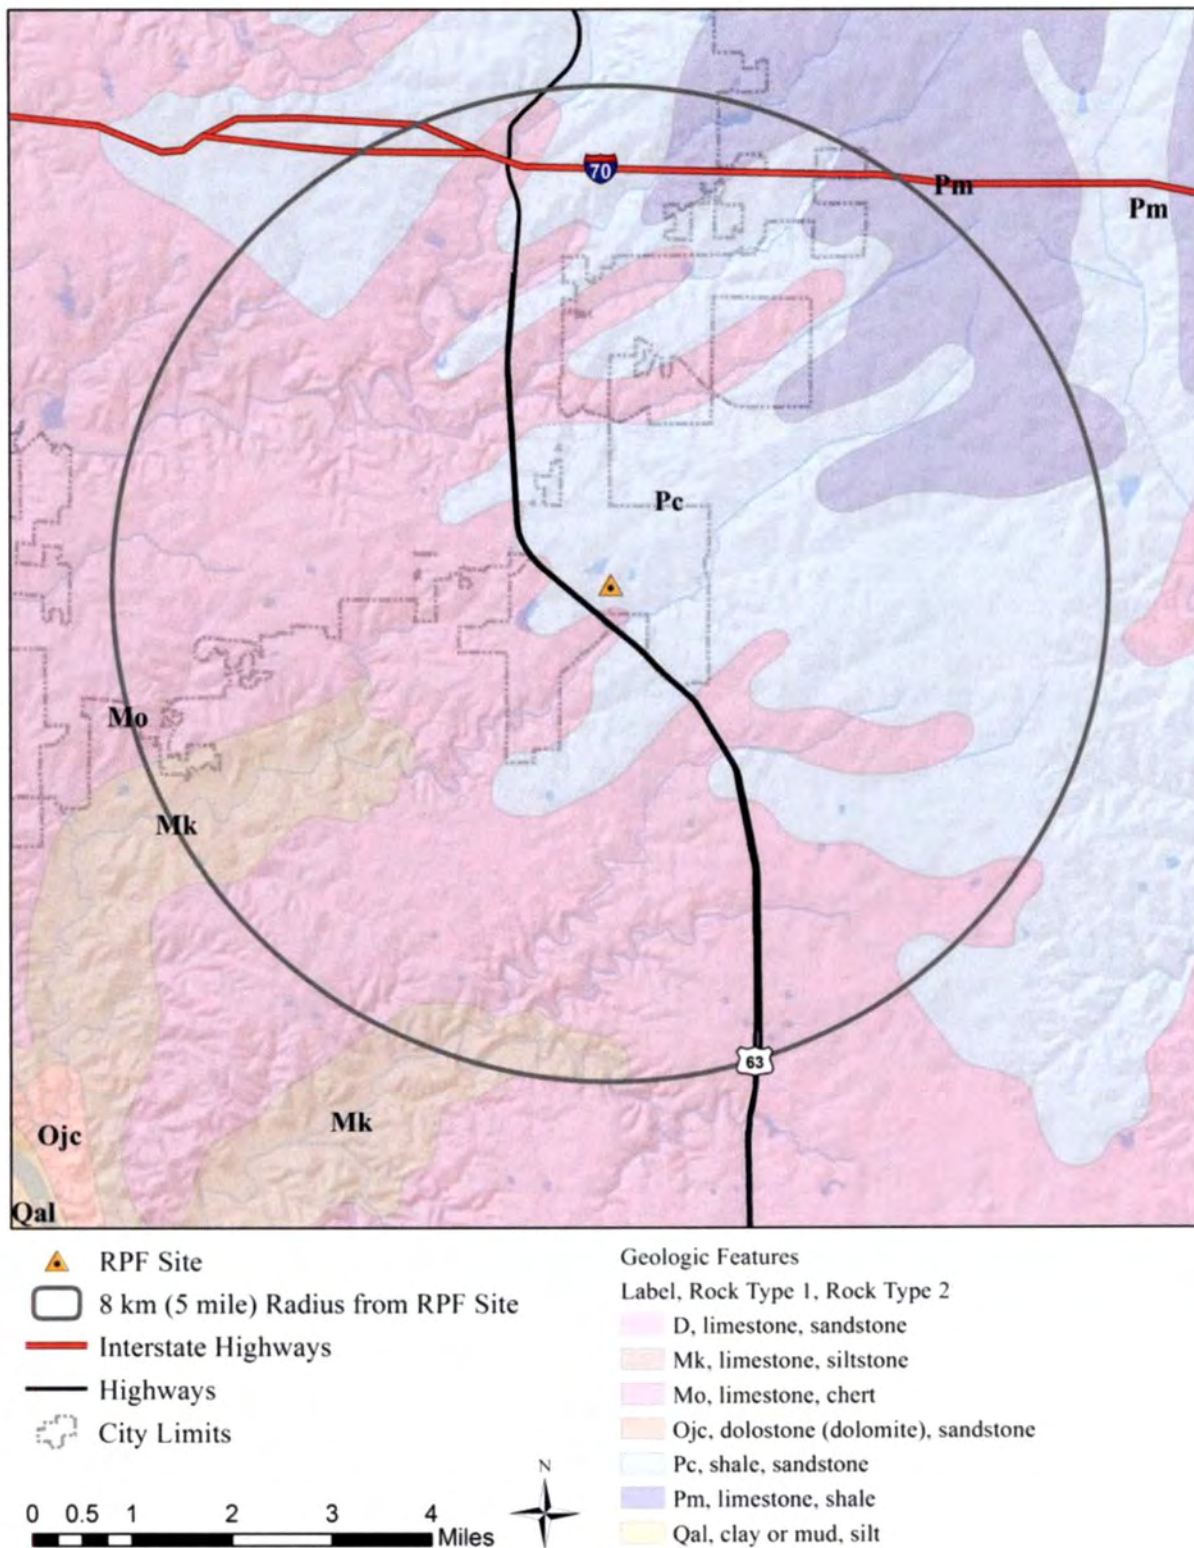 70
Pm
Pm
Pc
Mo
Mk
63
Mk
Ojc
Qal
RPF Site
8 km (5 mile) Radius from RPF Site
Interstate Highways
Highways
City Limits
0 0.5 1 2 3 4
Miles
N
Geologic Features
Label, Rock Type 1, Rock Type 2
D, limestone, sandstone
Mk, limestone, siltstone
Mo, limestone, chert
Ojc, dolostone (dolomite), sandstone
Pc, shale, sandstone
Pm, limestone, shale
Qal, clay or mud, silt